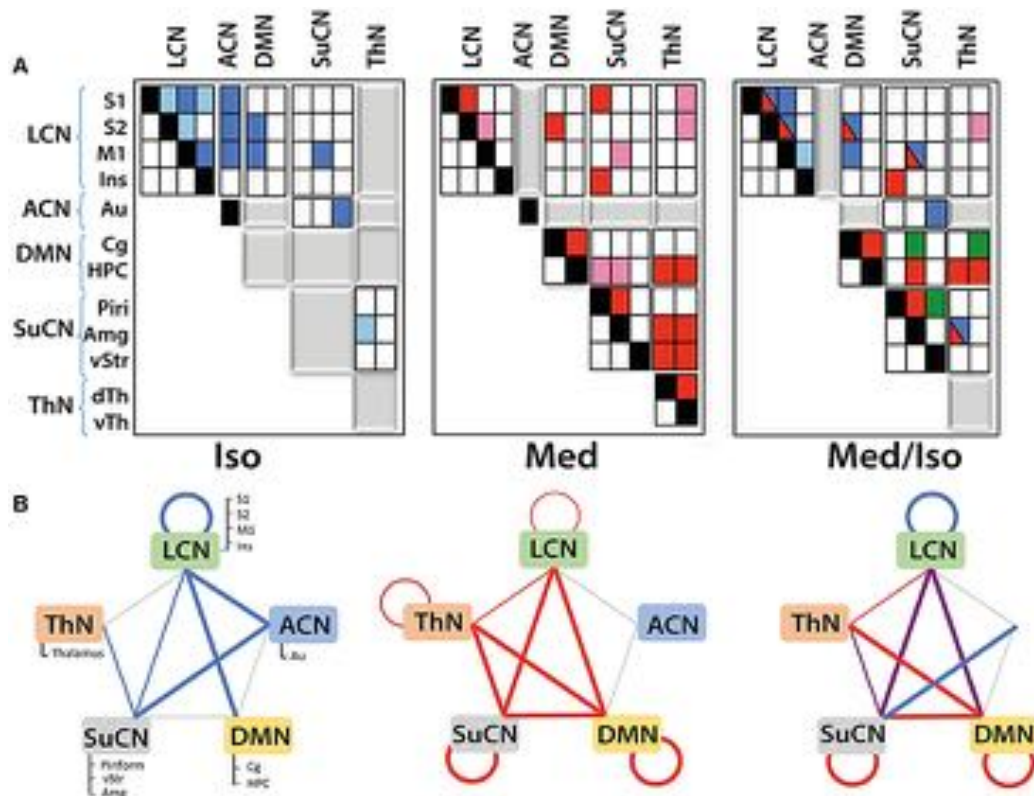 LCN ACN DMN SuCN ThN LCN ACN DMN SuCN ThN LCN ACN DMN SuCN ThN
A
LCN
S1
S2
M1
Ins
ACN
Au
DMN
Cg
HPC
SuCN
Piri
Amg
vStr
ThN
dTh
vTh
Iso Med Med/Iso
B
S1
S2
M1
Ins
LCN LCN LCN
ThN ACN ThN ACN ThN
Thalamus
Au
SuCN DMN SuCN DMN SuCN DMN
Piriform
vStr
Amg
Cg
HPC